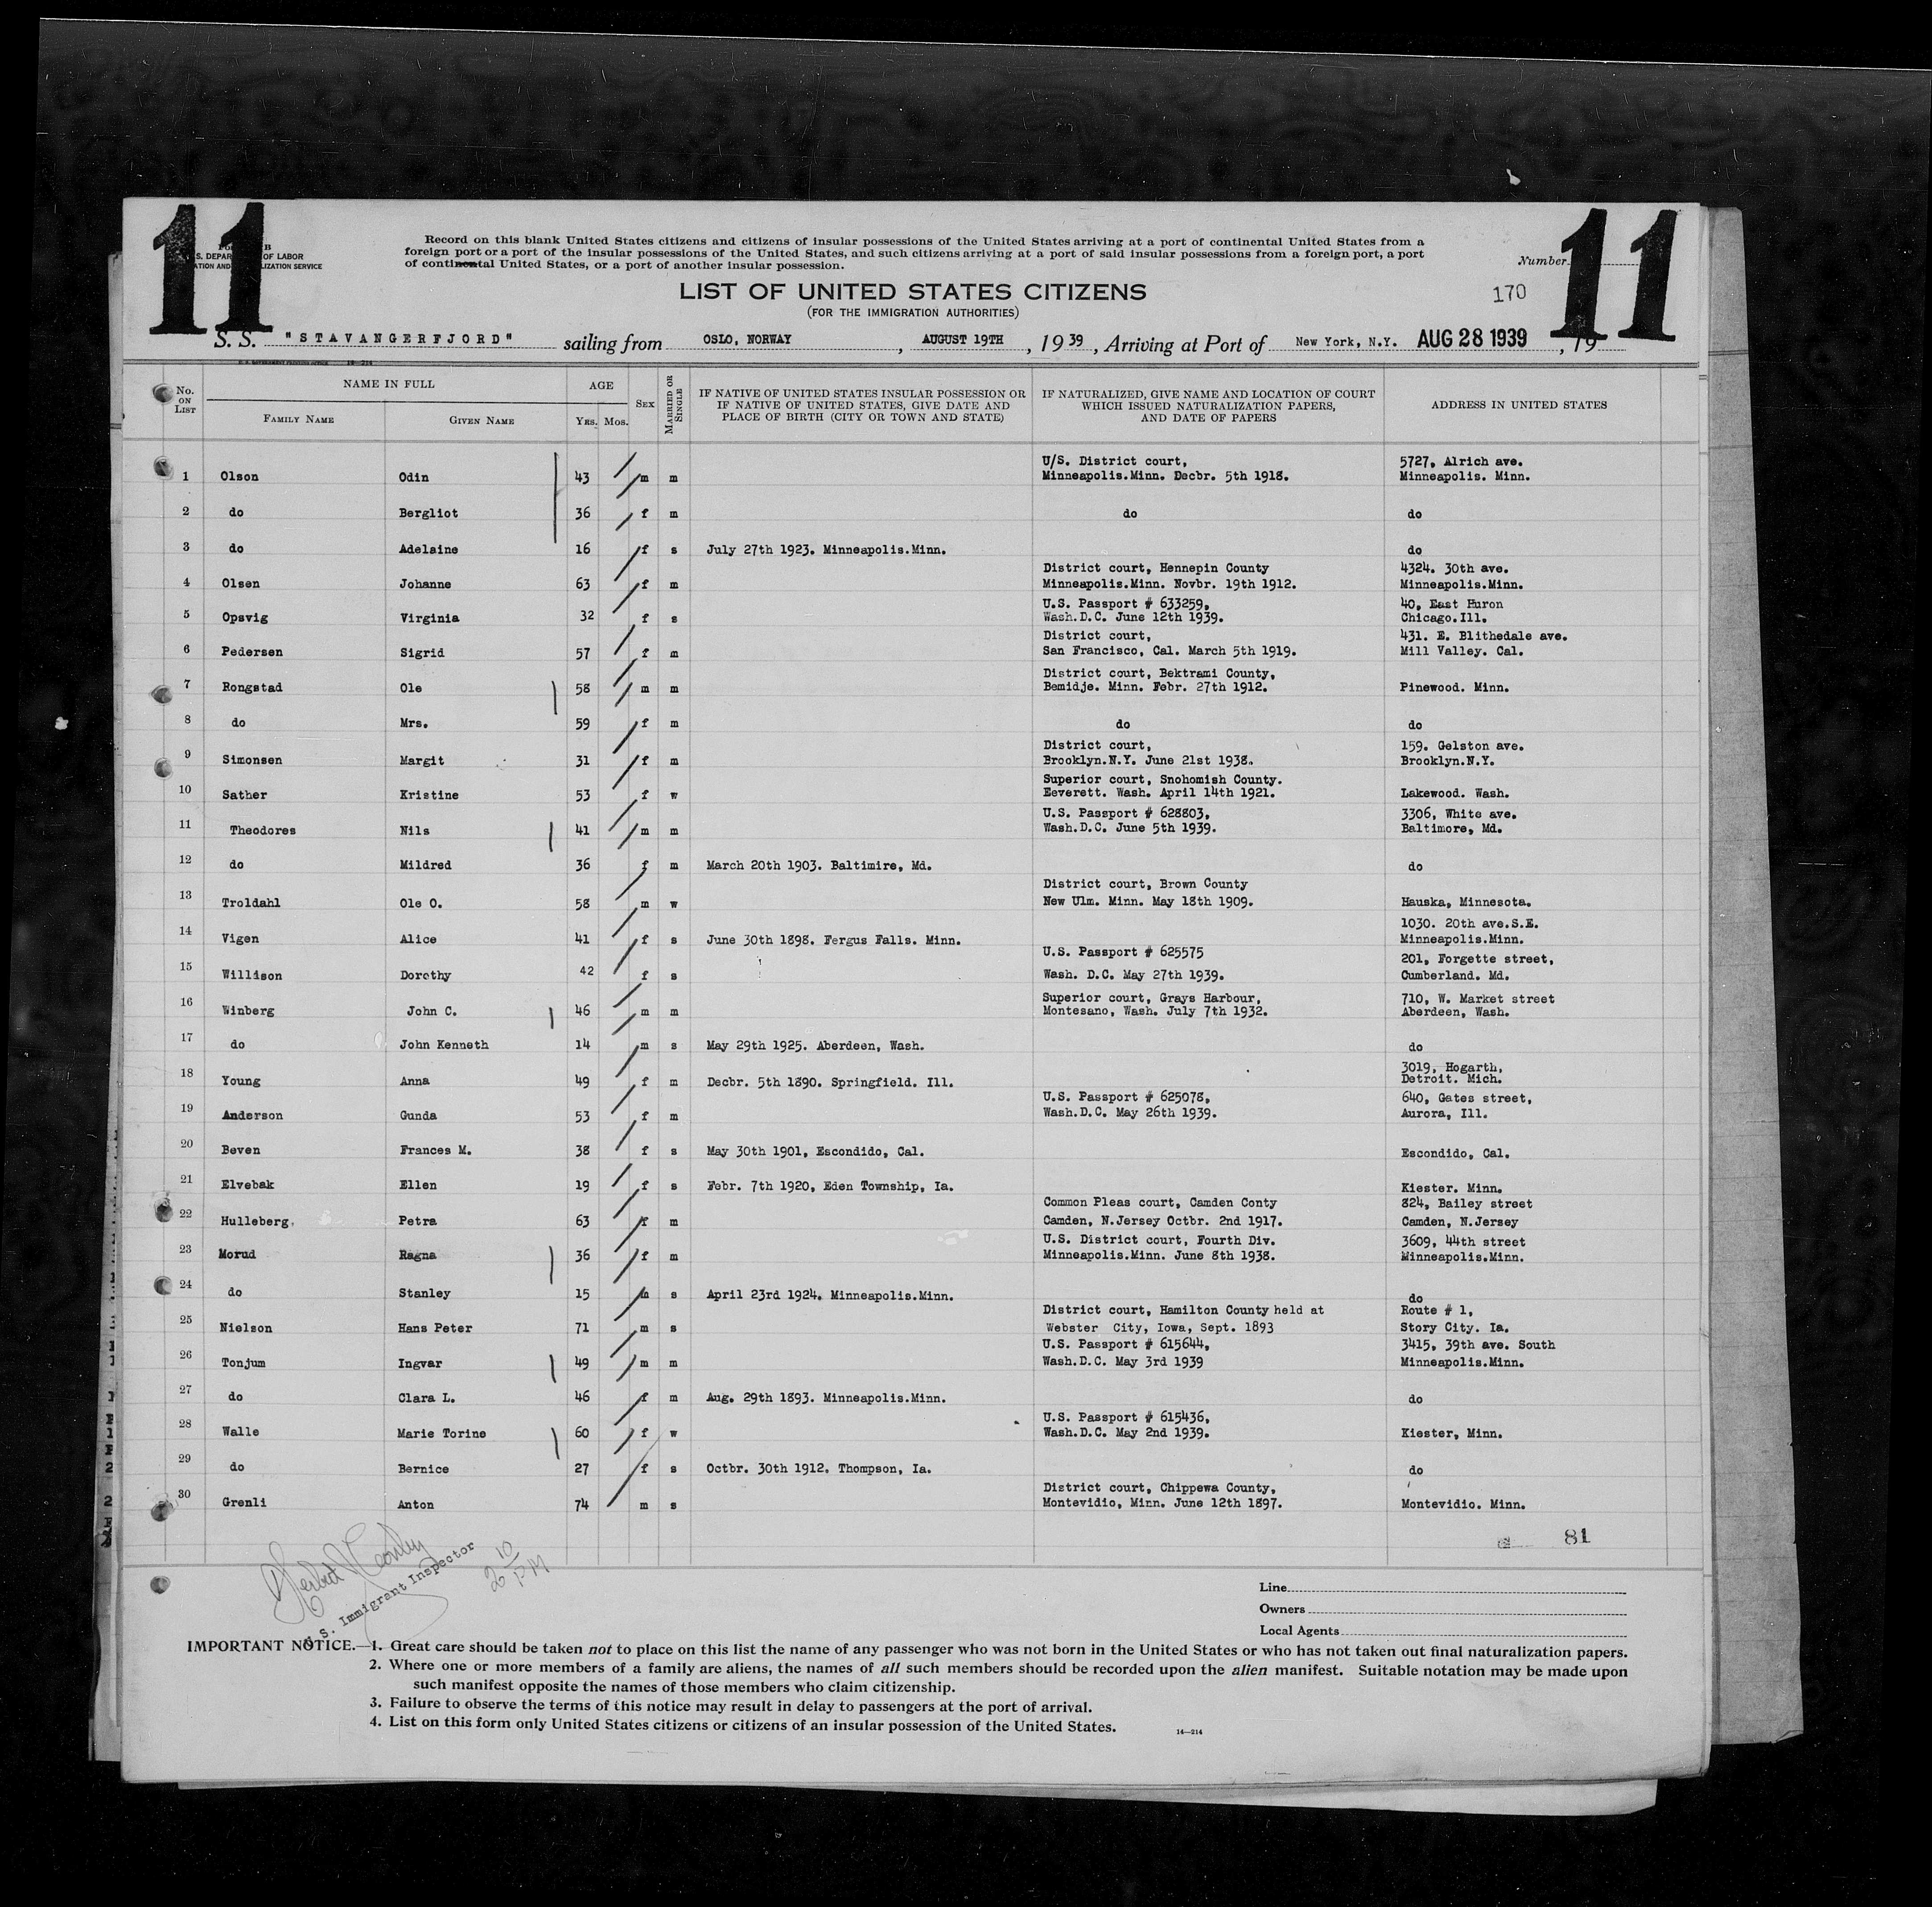 11
11
S. DEPAR OF LABOR
ATION AND LIZATION SERVICE
Record on this blank United States citizens and citizens of insular possessions of the United States arriving at a port of continental United States from a
foreign port or a port of the insular possessions of the United States, and such citizens arriving at a port of said insular possessions from a foreign port, a port
of continental United States, or a port of another insular possession.
Number
LIST OF UNITED STATES CITIZENS
170
(FOR THE IMMIGRATION AUTHORITIES)
S. S. "STAVANGERFJORD" sailing from OSLO, NORWAY, AUGUST 19TH, 1939, Arriving at Port of New York, N.Y. AUG 28 1939, 19
No. ON LIST NAME IN FULL AGE SEX MARRIED OR SINGLE IF NATIVE OF UNITED STATES INSULAR POSSESSION OR IF NATIVE OF UNITED STATES, GIVE DATE AND PLACE OF BIRTH (CITY OR TOWN AND STATE) IF NATURALIZED, GIVE NAME AND LOCATION OF COURT WHICH ISSUED NATURALIZATION PAPERS, AND DATE OF PAPERS ADDRESS IN UNITED STATES
FAMILY NAME GIVEN NAME YRS. MOS.
U/S. District court, 5727, Alrich ave.
1 Olson Odin 43 m m Minneapolis.Minn. Decbr. 5th 1918. Minneapolis. Minn.
2 do Bergliot 36 f m do do
3 do Adelaine 16 f s July 27th 1923. Minneapolis.Minn. do
District court, Hennepin County 4324. 30th ave.
4 Olsen Johanne 63 f m Minneapolis.Minn. Novbr. 19th 1912. Minneapolis.Minn.
U.S. Passport # 633259, 40, East Huron
5 Opsvig Virginia 32 f s Wash.D.C. June 12th 1939. Chicago.Ill.
District court, 431. E. Blithedale ave.
6 Pedersen Sigrid 57 f m San Francisco, Cal. March 5th 1919. Mill Valley. Cal.
District court, Bektrami County,
7 Rongstad Ole 58 m m Bemidje. Minn. Febr. 27th 1912. Pinewood. Minn.
8 do Mrs. 59 f m do do
District court, 159. Gelston ave.
9 Simonsen Margit 31 f m Brooklyn.N.Y. June 21st 1938. Brooklyn.N.Y.
Superior court, Snohomish County.
10 Sather Kristine 53 f w Eeverett. Wash. April 14th 1921. Lakewood. Wash.
U.S. Passport # 628803, 3306, White ave.
11 Theodores Nils 41 m m Wash.D.C. June 5th 1939. Baltimore, Md.
12 do Mildred 36 f m March 20th 1903. Baltimire, Md. do
District court, Brown County
13 Troldahl Ole O. 58 m w New Ulm. Minn. May 18th 1909. Hauska, Minnesota.
1030. 20th ave.S.E.
14 Vigen Alice 41 f s June 30th 1898. Fergus Falls. Minn. Minneapolis.Minn.
U.S. Passport # 625575 201, Forgette street,
15 Willison Dorothy 42 f s Wash. D.C. May 27th 1939. Cumberland. Md.
Superior court, Grays Harbour, 710, W. Market street
16 Winberg John C. 46 m m Montesano, Wash. July 7th 1932. Aberdeen, Wash.
17 do John Kenneth 14 m s May 29th 1925. Aberdeen, Wash. do
3019, Hogarth,
18 Young Anna 49 f m Decbr. 5th 1890. Springfield. Ill. Detroit. Mich.
U.S. Passport # 625078, 640, Gates street,
19 Anderson Gunda 53 f m Wash.D.C. May 26th 1939. Aurora, Ill.
20 Beven Frances M. 38 f s May 30th 1901, Escondido, Cal. Escondido, Cal.
21 Elvebak Ellen 19 f s Febr. 7th 1920, Eden Township, Ia. Kiester. Minn.
Common Pleas court, Camden Conty 824, Bailey street
22 Hulleberg, Petra 63 f m Camden, N.Jersey Octbr. 2nd 1917. Camden, N.Jersey
U.S. District court, Fourth Div. 3609, 44th street
23 Morud Ragna 36 f m Minneapolis.Minn. June 8th 1938. Minneapolis.Minn.
24 do Stanley 15 m s April 23rd 1924. Minneapolis.Minn. do
District court, Hamilton County held at Route # 1,
25 Nielson Hans Peter 71 m s Webster City, Iowa, Sept. 1893 Story City. Ia.
U.S. Passport # 615644, 3415, 39th ave. South
26 Tonjum Ingvar 49 m m Wash.D.C. May 3rd 1939 Minneapolis.Minn.
27 do Clara L. 46 f m Aug. 29th 1893. Minneapolis.Minn. do
U.S. Passport # 615436,
28 Walle Marie Torine 60 f w Wash.D.C. May 2nd 1939. Kiester, Minn.
29 do Bernice 27 f s Octbr. 30th 1912. Thompson, Ia. do
District court, Chippewa County,
30 Grenli Anton 74 m s Montevidio, Minn. June 12th 1897. Montevidio. Minn.
81
U.S. Immigrant Inspector
2 10 PM
Line
Owners
Local Agents
IMPORTANT NOTICE.—1. Great care should be taken not to place on this list the name of any passenger who was not born in the United States or who has not taken out final naturalization papers.
2. Where one or more members of a family are aliens, the names of all such members should be recorded upon the alien manifest. Suitable notation may be made upon
such manifest opposite the names of those members who claim citizenship.
3. Failure to observe the terms of this notice may result in delay to passengers at the port of arrival.
4. List on this form only United States citizens or citizens of an insular possession of the United States.
14—214